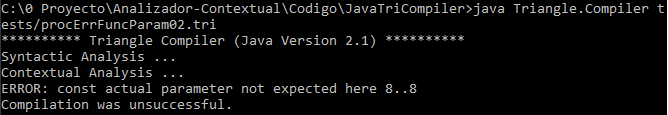 C:\0 Proyecto\Analizador-Contextual\Codigo\JavaTriCompiler>java Triangle.Compiler t
ests/procErrFuncParam02.tri
********** Triangle Compiler (Java Version 2.1) **********
Syntactic Analysis ...
Contextual Analysis ...
ERROR: const actual parameter not expected here 8..8
Compilation was unsuccessful.